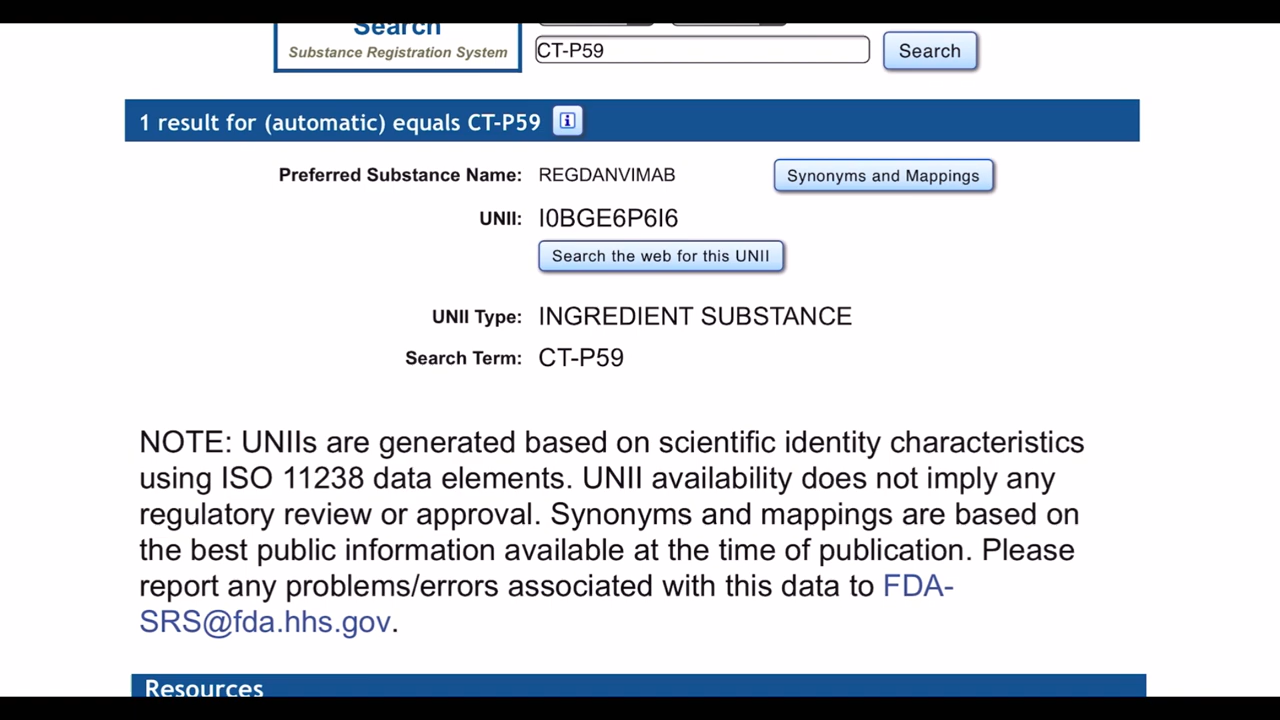 Search
Substance Registration System
CT-P59
Search
1 result for (automatic) equals CT-P59
Preferred Substance Name: REGDANVIMAB
Synonyms and Mappings
UNII: I0BGE6P6I6
Search the web for this UNII
UNII Type: INGREDIENT SUBSTANCE
Search Term: CT-P59
NOTE: UNIIs are generated based on scientific identity characteristics
using ISO 11238 data elements. UNII availability does not imply any
regulatory review or approval. Synonyms and mappings are based on
the best public information available at the time of publication. Please
report any problems/errors associated with this data to FDA-
SRS@fda.hhs.gov.
Resources